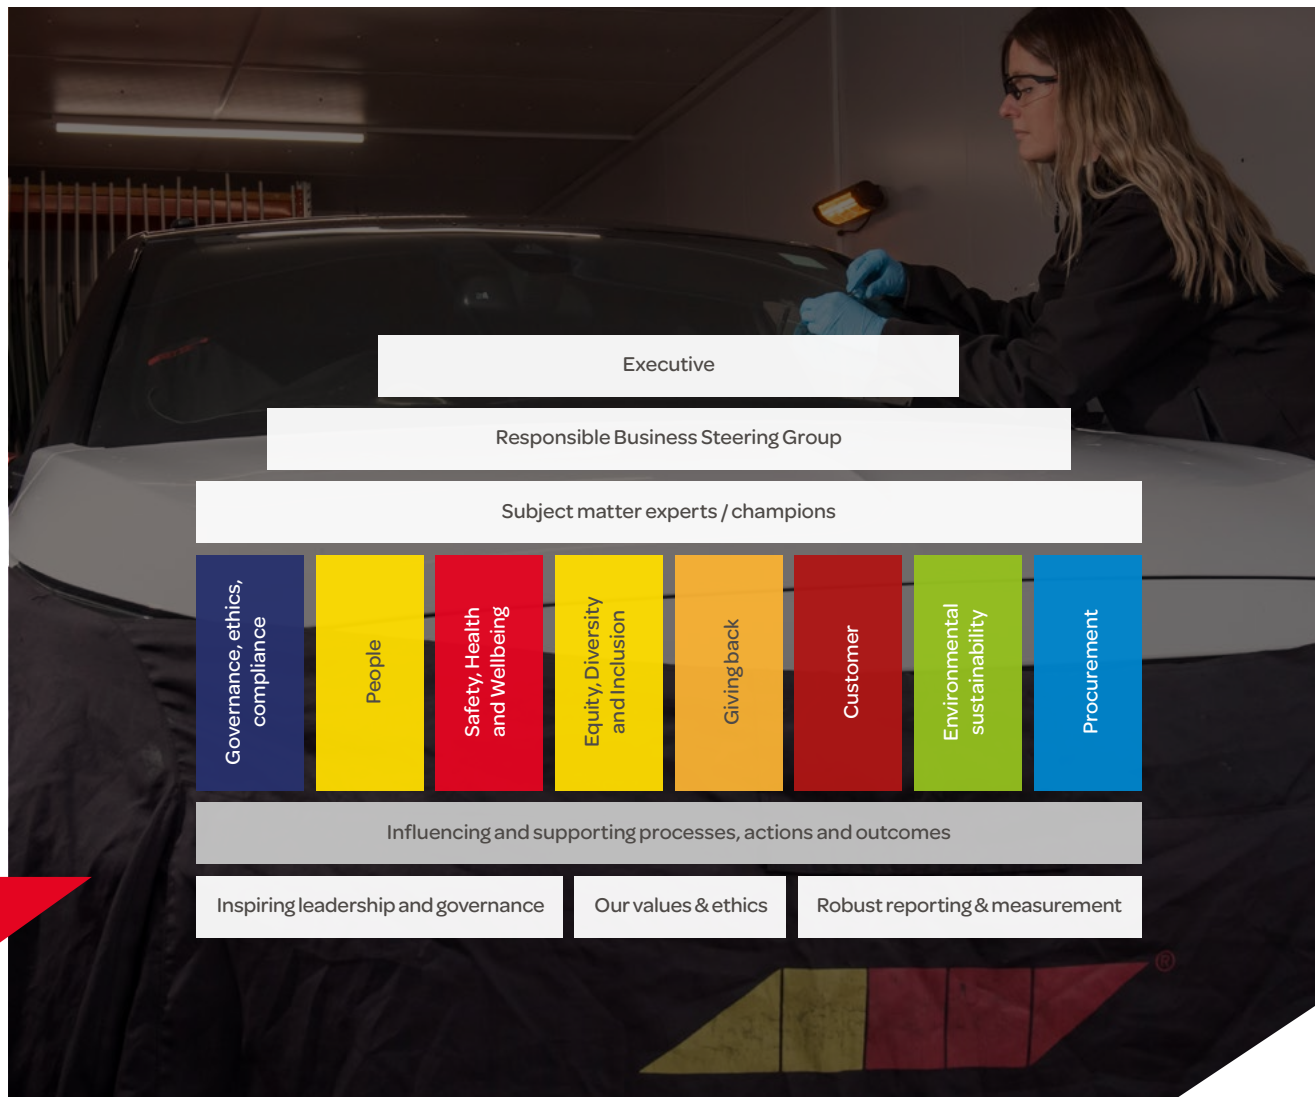 Executive
Responsible Business Steering Group
Subject matter experts / champions
Governance, ethics,
compliance
People
Safety, Health
and Wellbeing
Equity, Diversity
and Inclusion
Giving back
Customer
Environmental
sustainability
Procurement
Influencing and supporting processes, actions and outcomes
Inspiring leadership and governance
Our values & ethics
Robust reporting & measurement
®